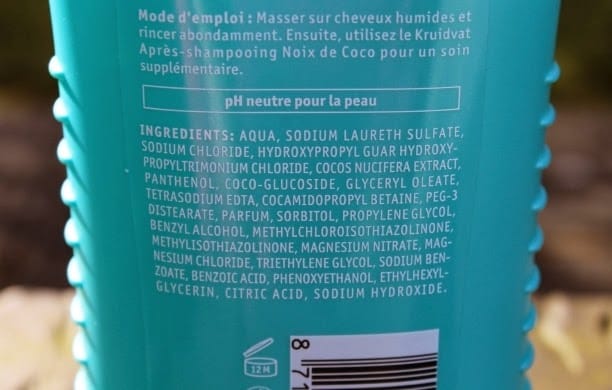 Mode d'emploi : Masser sur cheveux humides et
rincer abondamment. Ensuite, utilisez le Kruidvat
Après-shampooing Noix de Coco pour un soin
supplémentaire.
pH neutre pour la peau
INGREDIENTS: AQUA, SODIUM LAURETH SULFATE,
SODIUM CHLORIDE, HYDROXYPROPYL GUAR HYDROXY-
PROPYLTRIMONIUM CHLORIDE, COCOS NUCIFERA EXTRACT,
PANTHENOL, COCO-GLUCOSIDE, GLYCERYL OLEATE,
TETRASODIUM EDTA, COCAMIDOPROPYL BETAINE, PEG-3
DISTEARATE, PARFUM, SORBITOL, PROPYLENE GLYCOL,
BENZYL ALCOHOL, METHYLCHLOROISOTHIAZOLINONE,
METHYLISOTHIAZOLINONE, MAGNESIUM NITRATE, MAG-
NESIUM CHLORIDE, TRIETHYLENE GLYCOL, SODIUM BEN-
ZOATE, BENZOIC ACID, PHENOXYETHANOL, ETHYLHEXYL-
GLYCERIN, CITRIC ACID, SODIUM HYDROXIDE.
12 M
8 71